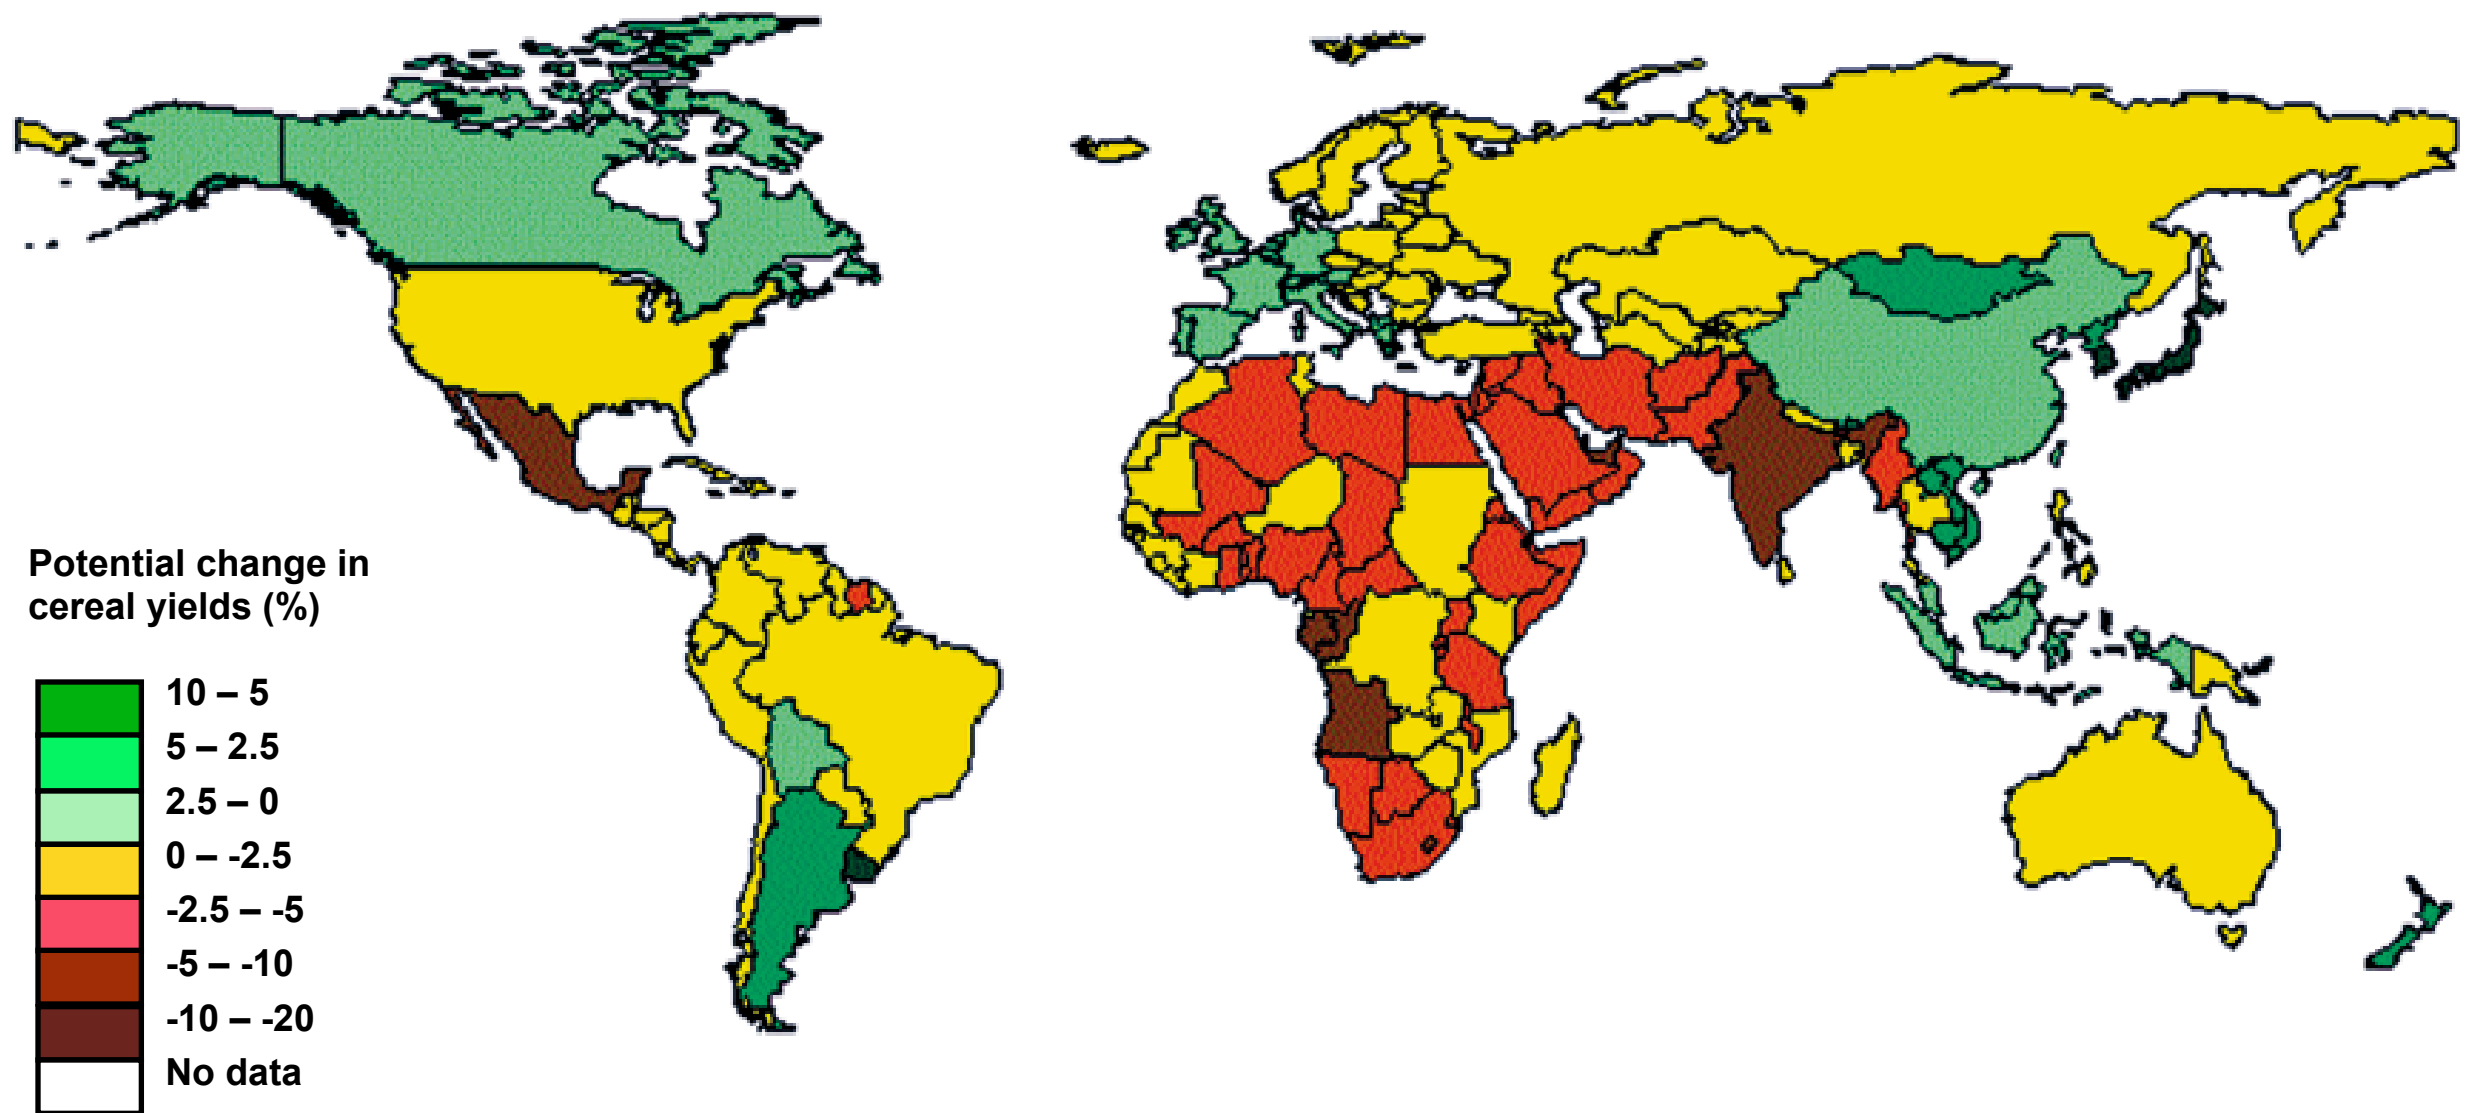 Potential change in
cereal yields (%)
10 – 5
5 – 2.5
2.5 – 0
0 – -2.5
-2.5 – -5
-5 – -10
-10 – -20
No data